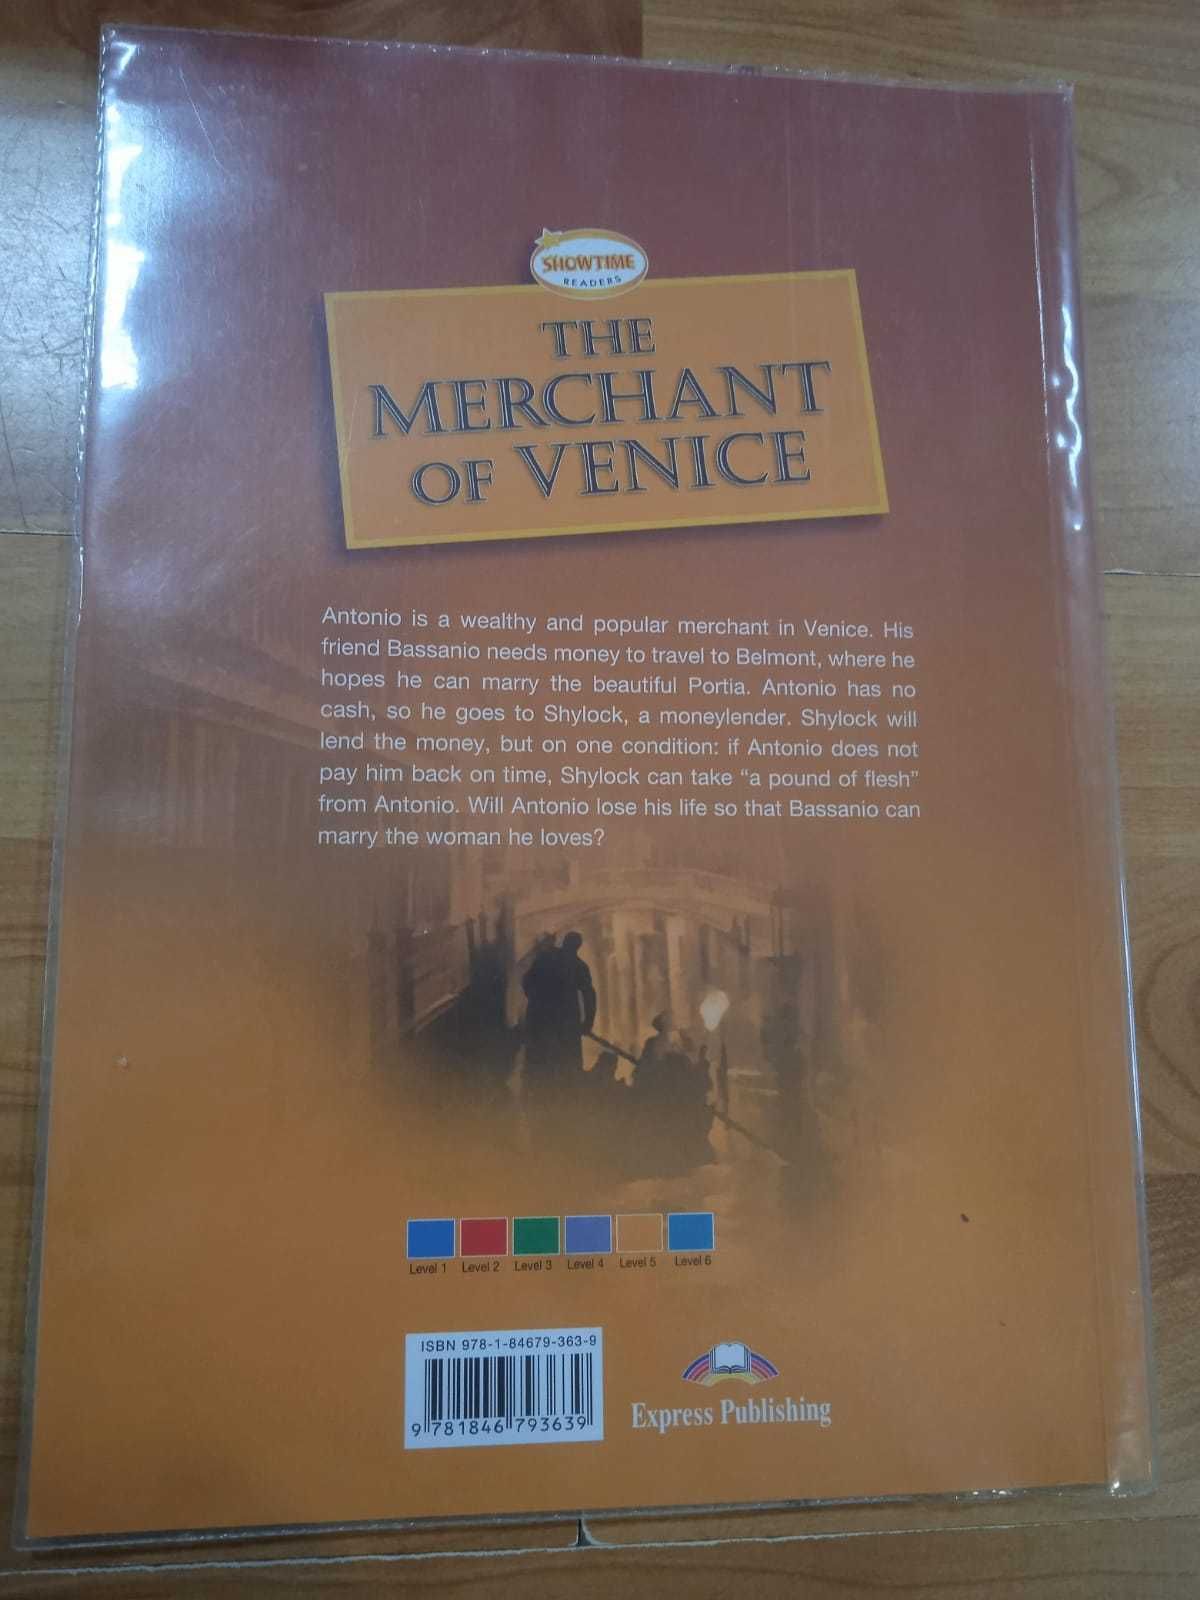 SHOWTIME
READERS
THE
MERCHANT
OF VENICE
Antonio is a wealthy and popular merchant in Venice. His
friend Bassanio needs money to travel to Belmont, where he
hopes he can marry the beautiful Portia. Antonio has no
cash, so he goes to Shylock, a moneylender. Shylock will
lend the money, but on one condition: if Antonio does not
pay him back on time, Shylock can take “a pound of flesh”
from Antonio. Will Antonio lose his life so that Bassanio can
marry the woman he loves?
Level 1 Level 2 Level 3 Level 4 Level 5 Level 6
ISBN 978-1-84679-363-9
9 781846 793639
Express Publishing